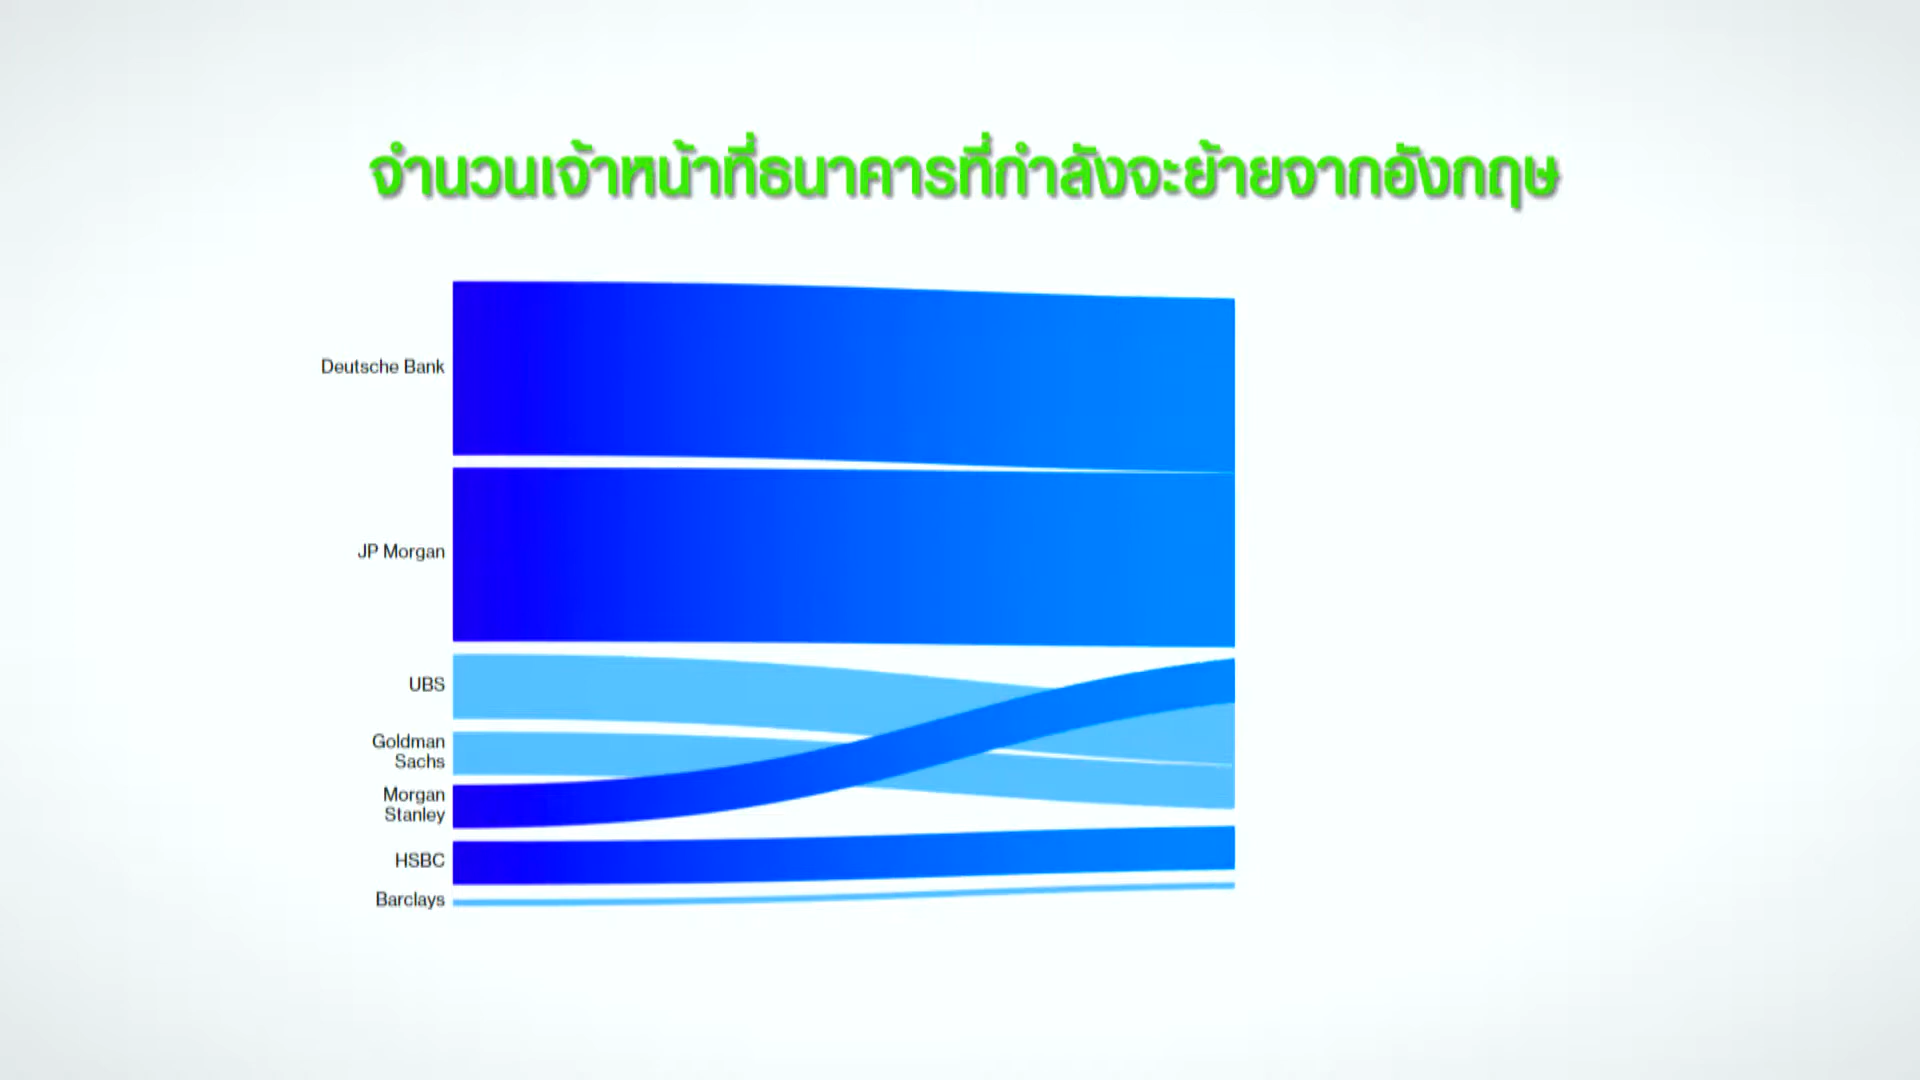 จำนวนเจ้าหน้าที่ธนาคารที่กำลังจะย้ายจากอังกฤษ
Deutsche Bank
JP Morgan
UBS
Goldman
Sachs
Morgan
Stanley
HSBC
Barclays